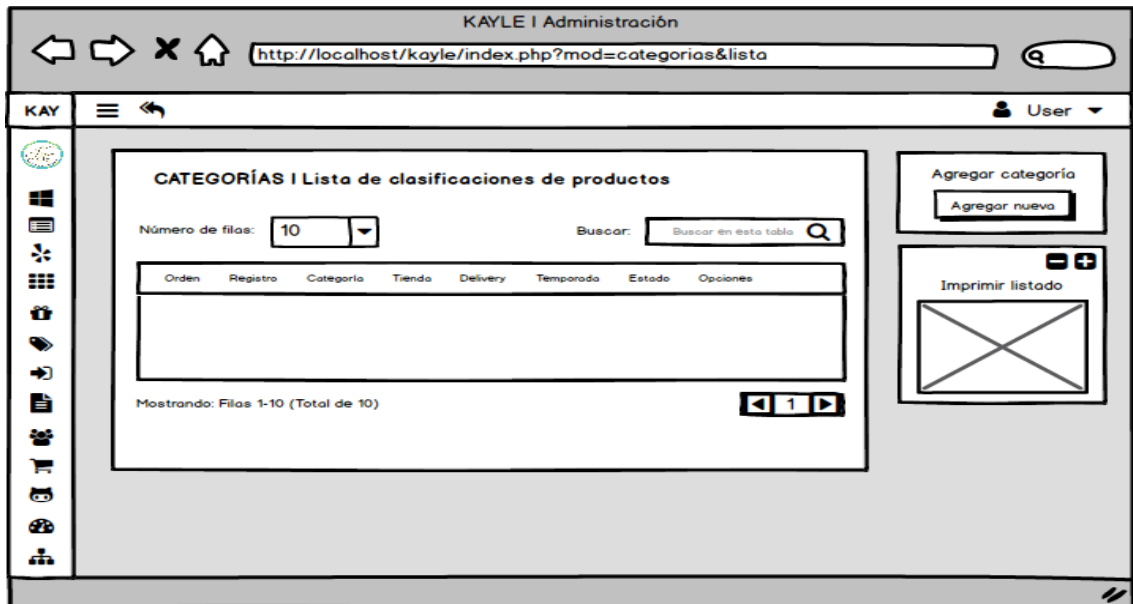 KAYLE | Administración
http://localhost/kayle/index.php?mod=categorias&lista
KAY
User
CATEGORÍAS | Lista de clasificaciones de productos
Número de filas: 10
Buscar: Buscar en esta tabla
Orden Registro Categoría Tienda Delivery Temporada Estado Opciones
Mostrando: Filas 1-10 (Total de 10)
1
Agregar categoría
Agregar nueva
Imprimir listado